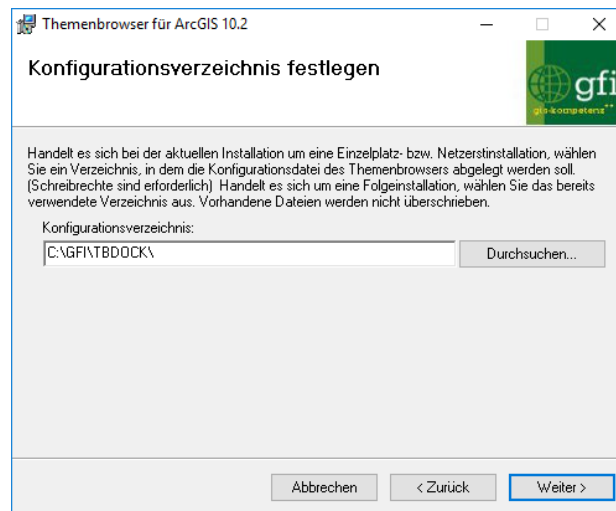 Themenbrowser für ArcGIS 10.2
Konfigurationsverzeichnis festlegen
gfi
gis-kompetenz++
Handelt es sich bei der aktuellen Installation um eine Einzelplatz- bzw. Netzerstinstallation, wählen
Sie ein Verzeichnis, in dem die Konfigurationsdatei des Themenbrowsers abgelegt werden soll.
(Schreibrechte sind erforderlich) Handelt es sich um eine Folgeinstallation, wählen Sie das bereits
verwendete Verzeichnis aus. Vorhandene Dateien werden nicht überschrieben.
Konfigurationsverzeichnis:
C:\GFI\TBDOCK\
Durchsuchen...
Abbrechen
< Zurück
Weiter >